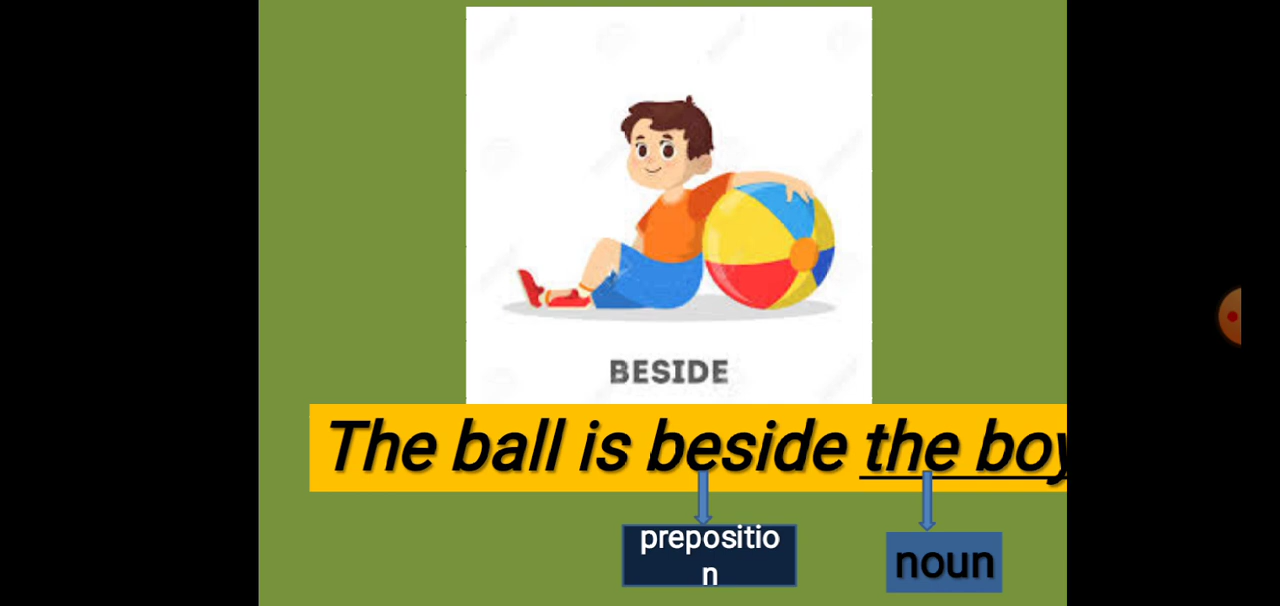 BESIDE
The ball is beside the boy
prepositio
n
noun